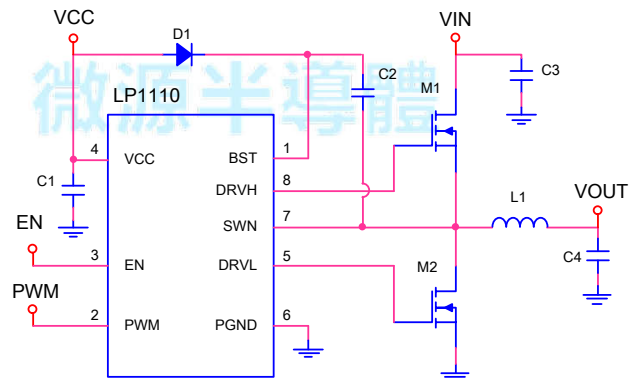 VCC
D1
VIN
C2
C3
微源半導體
LP1110
M1
4
VCC
BST
1
C1
DRVH
8
L1
VOUT
EN
SWN
7
3
EN
DRVL
5
M2
C4
PWM
2
PWM
PGND
6